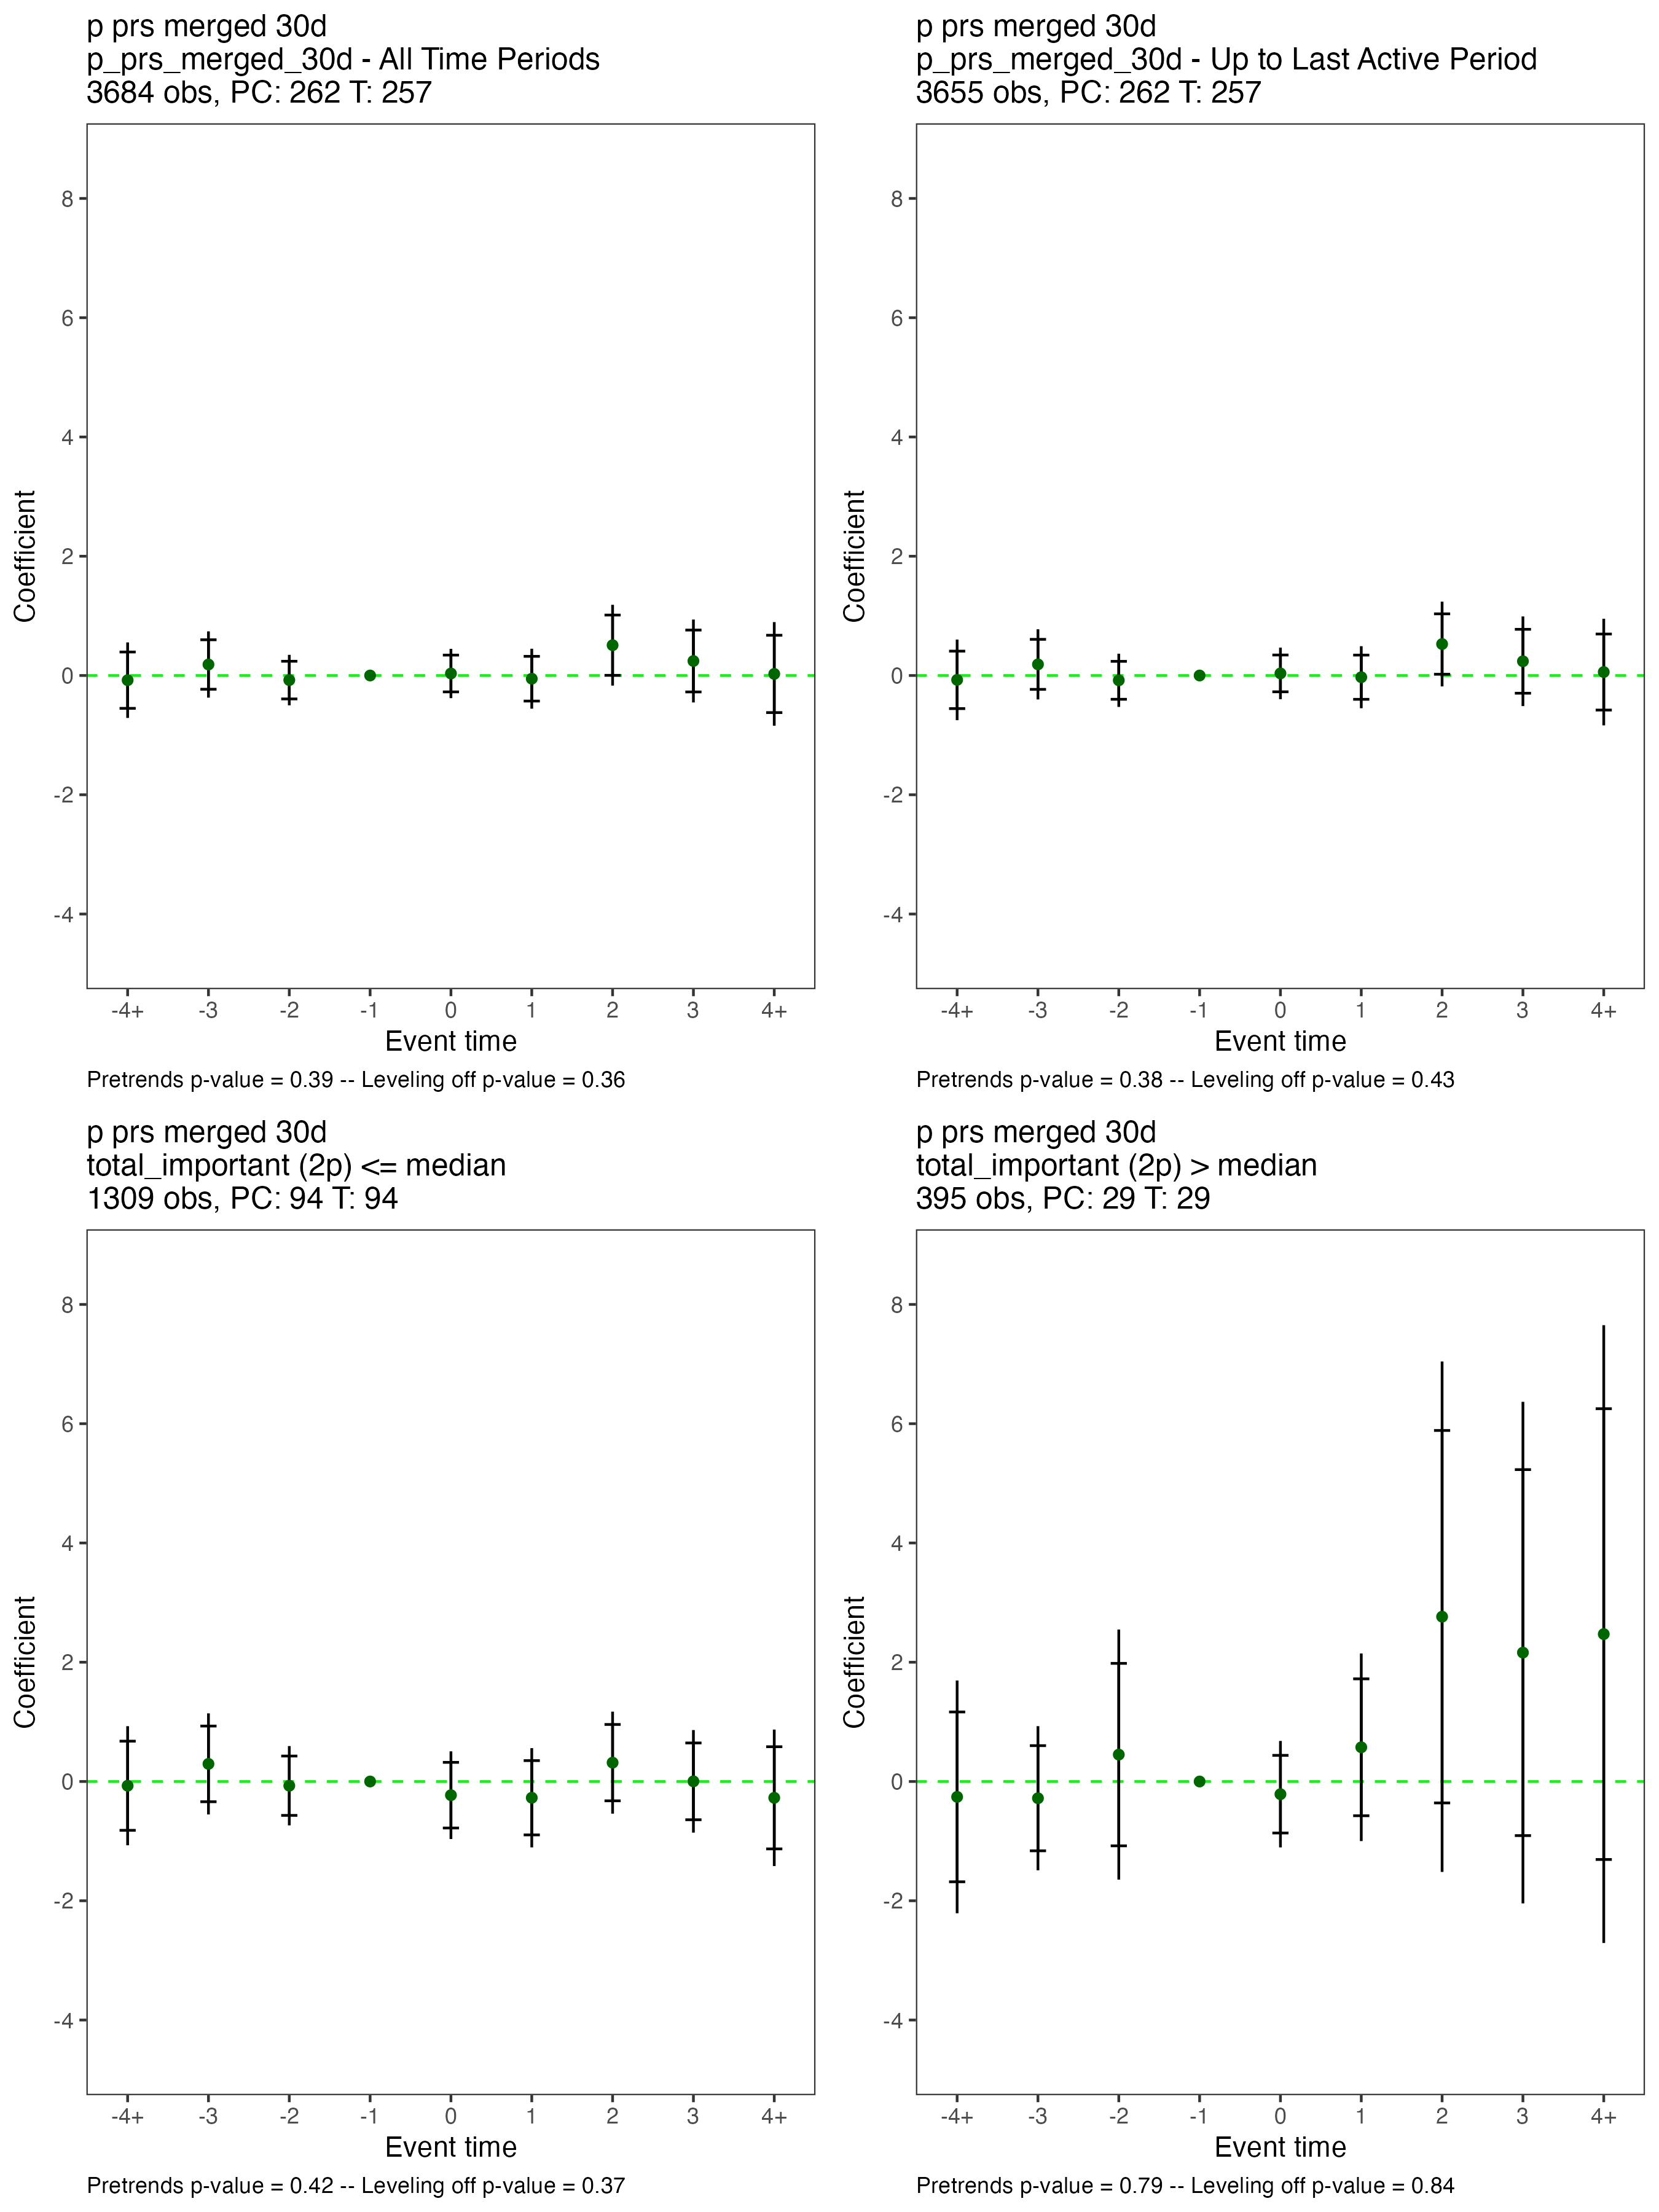 p prs merged 30d
p_prs_merged_30d - All Time Periods
3684 obs, PC: 262 T: 257
Coefficient
8
6
4
2
0
-2
-4
-4+ -3 -2 -1 0 1 2 3 4+
Event time
Pretrends p-value = 0.39 -- Leveling off p-value = 0.36
p prs merged 30d
p_prs_merged_30d - Up to Last Active Period
3655 obs, PC: 262 T: 257
Coefficient
8
6
4
2
0
-2
-4
-4+ -3 -2 -1 0 1 2 3 4+
Event time
Pretrends p-value = 0.38 -- Leveling off p-value = 0.43
p prs merged 30d
total_important (2p) <= median
1309 obs, PC: 94 T: 94
Coefficient
8
6
4
2
0
-2
-4
-4+ -3 -2 -1 0 1 2 3 4+
Event time
Pretrends p-value = 0.42 -- Leveling off p-value = 0.37
p prs merged 30d
total_important (2p) > median
395 obs, PC: 29 T: 29
Coefficient
8
6
4
2
0
-2
-4
-4+ -3 -2 -1 0 1 2 3 4+
Event time
Pretrends p-value = 0.79 -- Leveling off p-value = 0.84